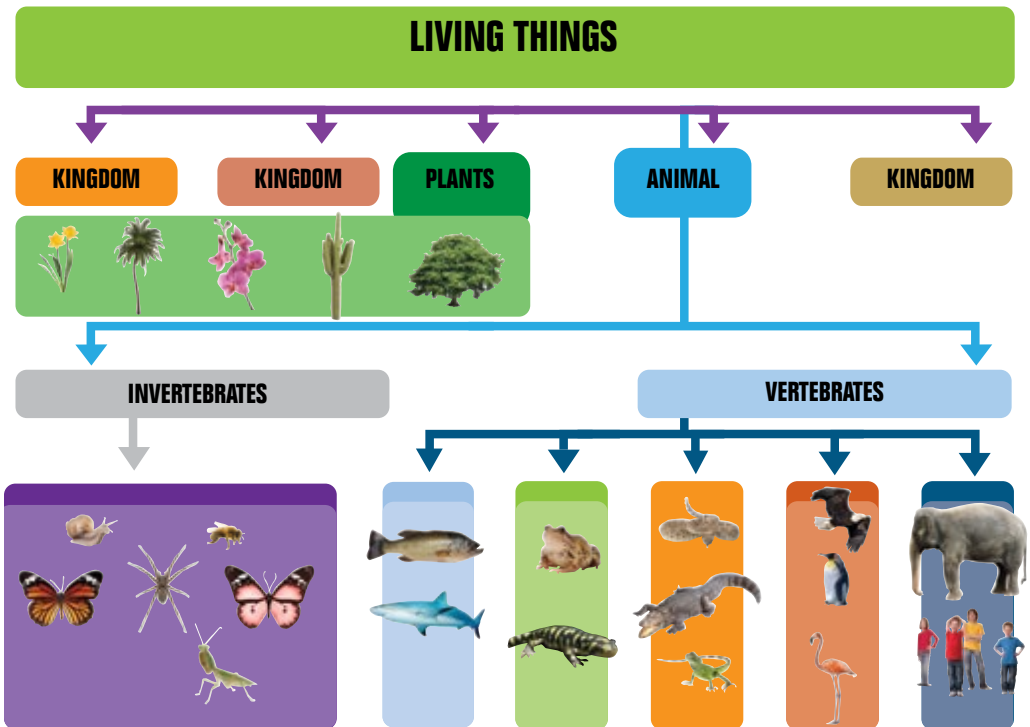 LIVING THINGS
KINGDOM
KINGDOM
PLANTS
ANIMAL
KINGDOM
INVERTEBRATES
VERTEBRATES